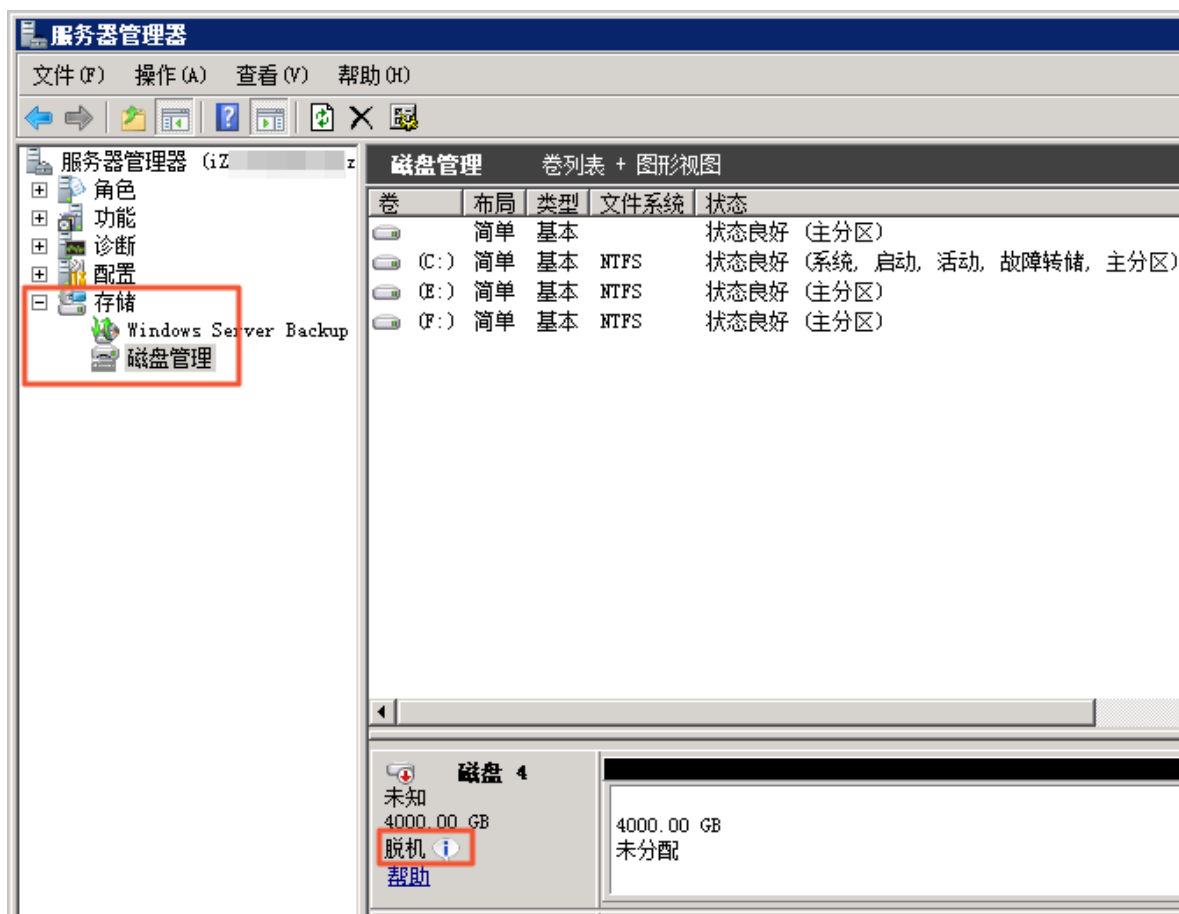 服务器管理器
文件(F) 操作(A) 查看(V) 帮助(H)
服务器管理器 (iZ z
角色
功能
诊断
配置
存储
Windows Server Backup
磁盘管理
磁盘管理 卷列表 + 图形视图
卷 布局 类型 文件系统 状态
简单 基本 状态良好 (主分区)
(C:) 简单 基本 NTFS 状态良好 (系统, 启动, 活动, 故障转储, 主分区)
(E:) 简单 基本 NTFS 状态良好 (主分区)
(F:) 简单 基本 NTFS 状态良好 (主分区)
磁盘 4
未知
4000.00 GB
脱机
帮助
4000.00 GB
未分配